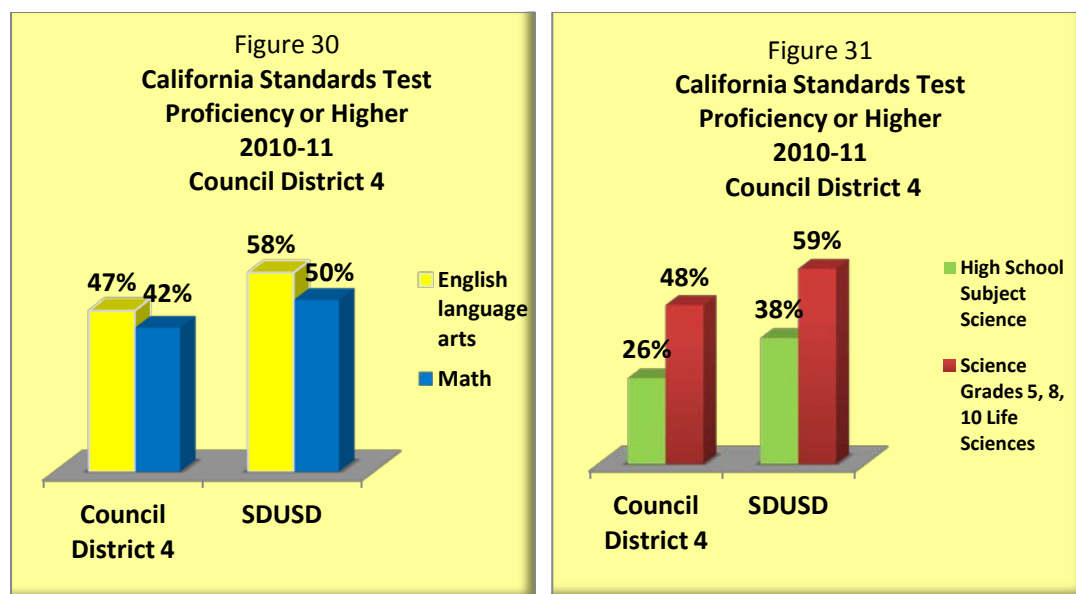 Figure 30
California Standards Test
Proficiency or Higher
2010-11
Council District 4
58%
47%
42%
50%
English
language
arts
Math
Council
District 4
SDUSD
Figure 31
California Standards Test
Proficiency or Higher
2010-11
Council District 4
59%
48%
38%
26%
High School
Subject
Science
Science
Grades 5, 8,
10 Life
Sciences
Council
District 4
SDUSD